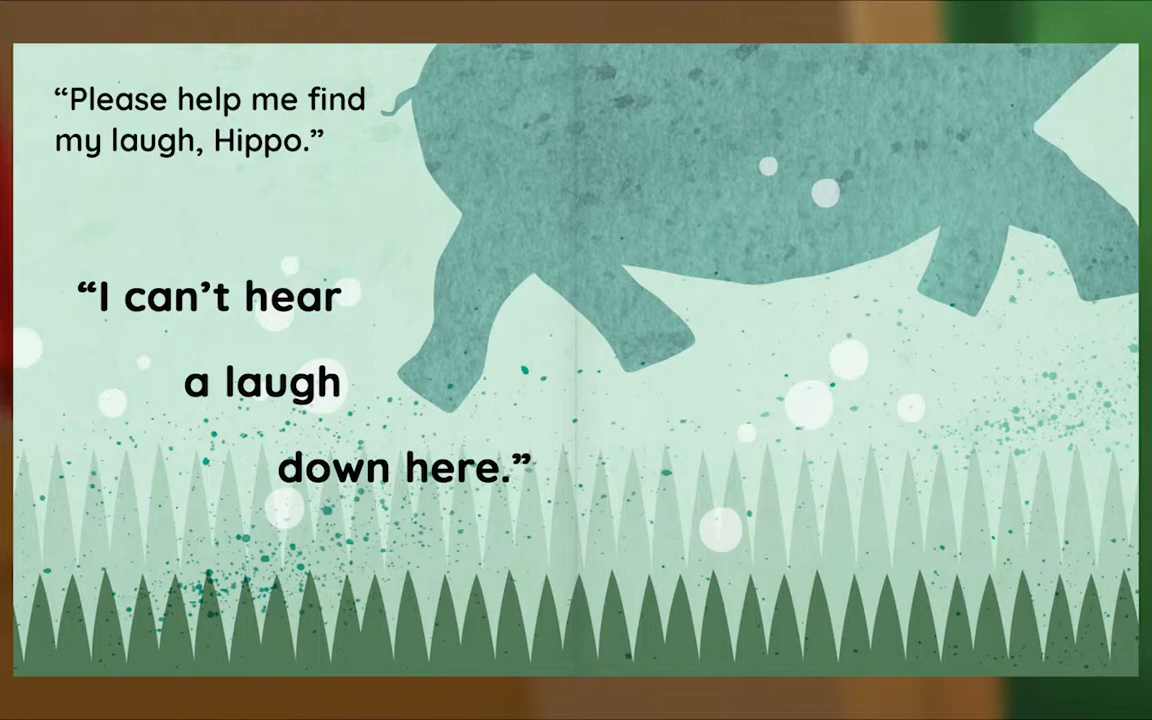 “Please help me find
my laugh, Hippo.”
“I can’t hear
a laugh
down here.”